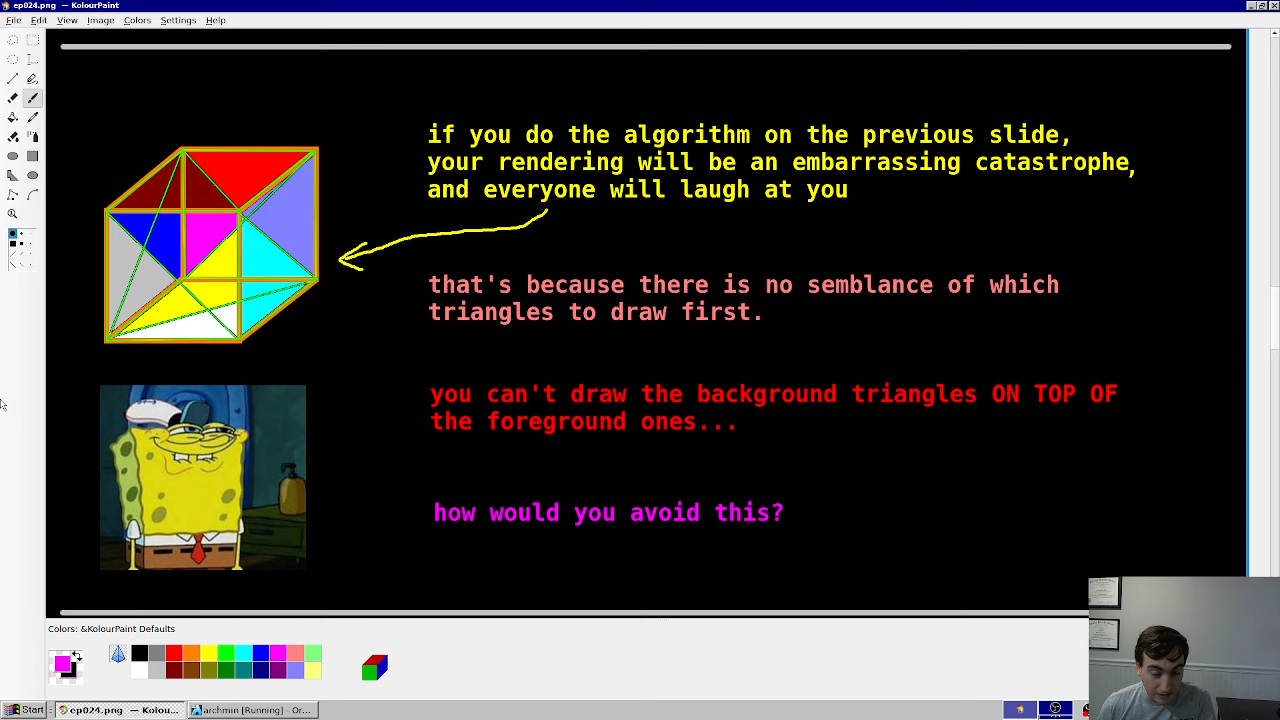 ep024.png — KolourPaint
File Edit View Image Colors Settings Help
if you do the algorithm on the previous slide,
your rendering will be an embarrassing catastrophe,
and everyone will laugh at you
that's because there is no semblance of which
triangles to draw first.
you can't draw the background triangles ON TOP OF
the foreground ones...
how would you avoid this?
Colors: &KolourPaint Defaults
Start
ep024.png — Kolou...
archmin [Running] - Or...